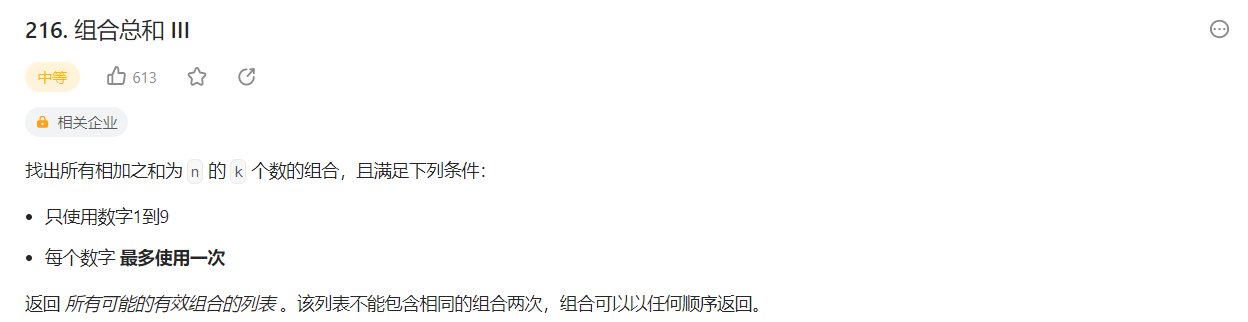 216. 组合总和 III
中等 613
相关企业
找出所有相加之和为 n 的 k 个数的组合，且满足下列条件：
• 只使用数字1到9
• 每个数字 最多使用一次
返回 所有可能的有效组合的列表 。该列表不能包含相同的组合两次，组合可以以任何顺序返回。